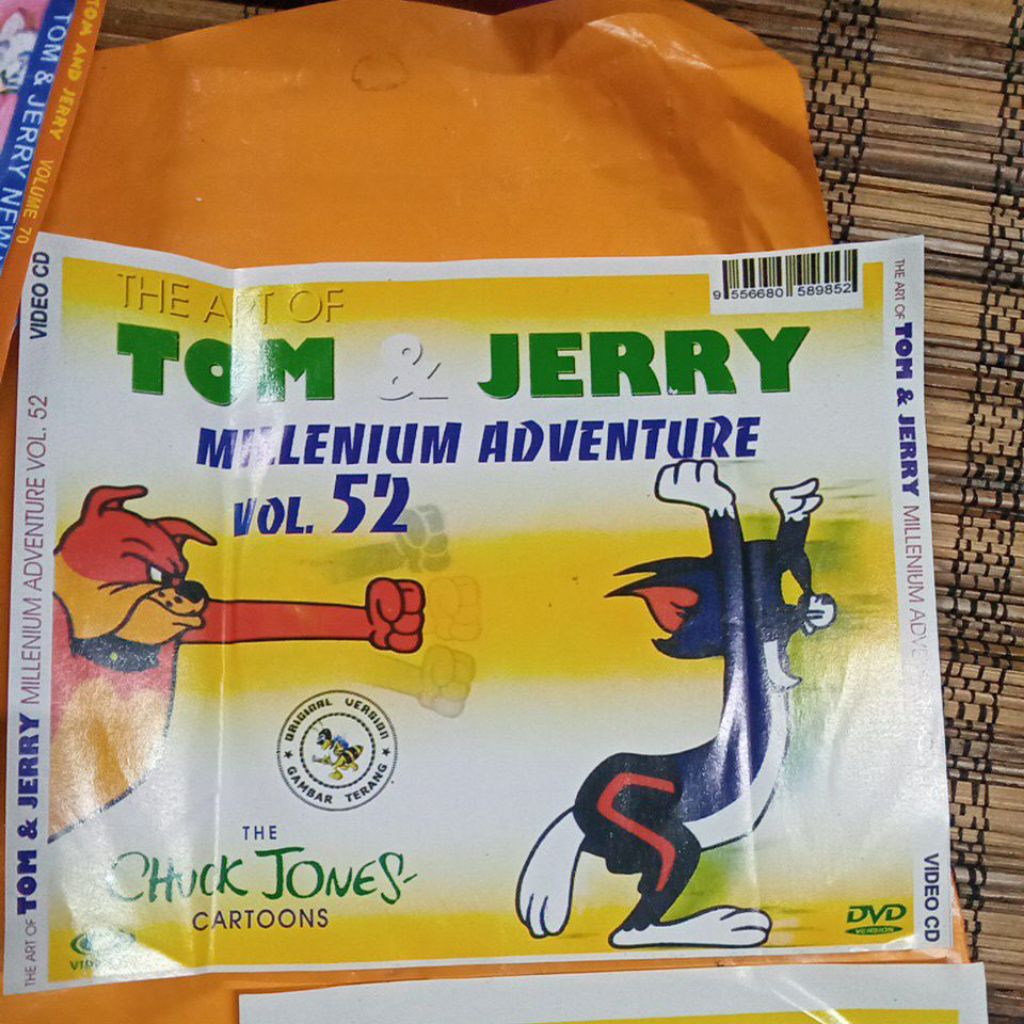 TOM AND JERRY VOLUME 70
TOM & JERRY NEW
VIDEO CD
THE ART OF TOM & JERRY MILLENIUM ADVENTURE VOL. 52
THE ART OF
TOM & JERRY
MILLENIUM ADVENTURE
VOL. 52
9 556680 589852
ORIGINAL VERSION
GAMBAR TERANG
THE
CHUCK JONES
CARTOONS
DVD
VERSION
THE ART OF TOM & JERRY MILLENIUM
VIDEO CD